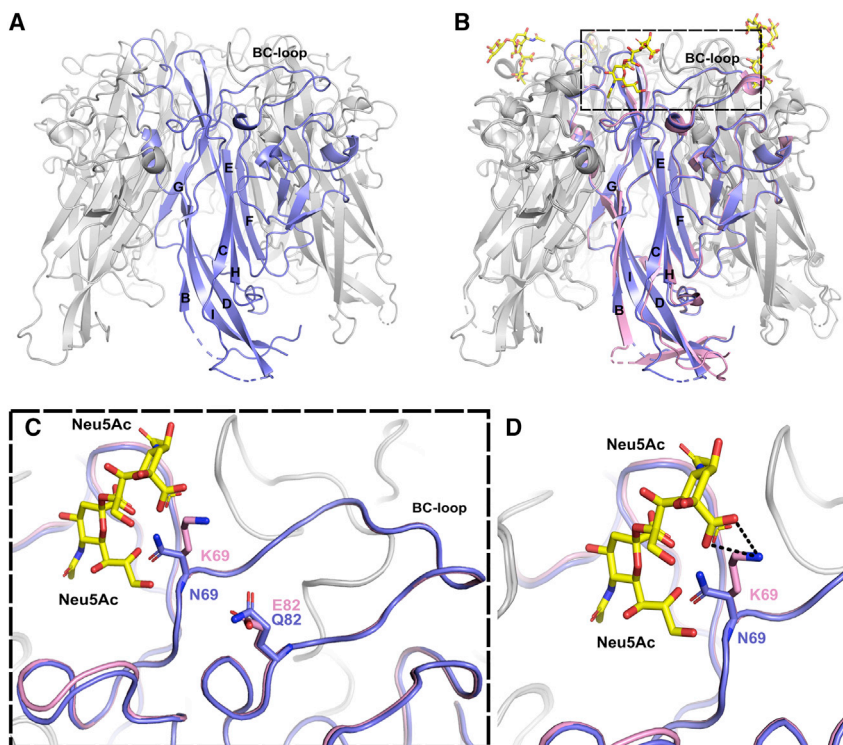 A
BC-loop
E
G
F
C
H
B
D
I
B
BC-loop
E
G
F
C
H
I
D
B
C
Neu5Ac
BC-loop
K69
N69
Neu5Ac
E82
Q82
D
Neu5Ac
K69
N69
Neu5Ac